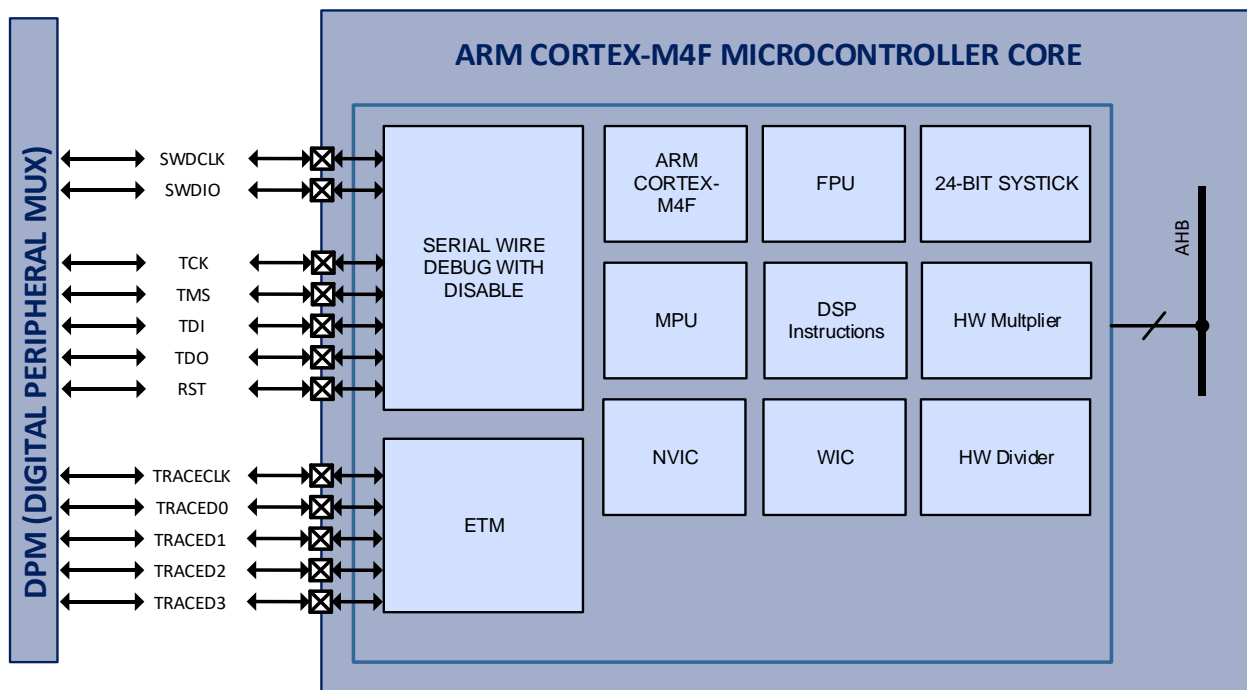 DPM (DIGITAL PERIPHERAL MUX)
ARM CORTEX-M4F MICROCONTROLLER CORE
SWDCLK
SWDIO
TCK
TMS
TDI
TDO
RST
TRACECLK
TRACED0
TRACED1
TRACED2
TRACED3
SERIAL WIRE
DEBUG WITH
DISABLE
ETM
ARM
CORTEX-
M4F
FPU
24-BIT SYSTICK
MPU
DSP
Instructions
HW Multplier
NVIC
WIC
HW Divider
AHB